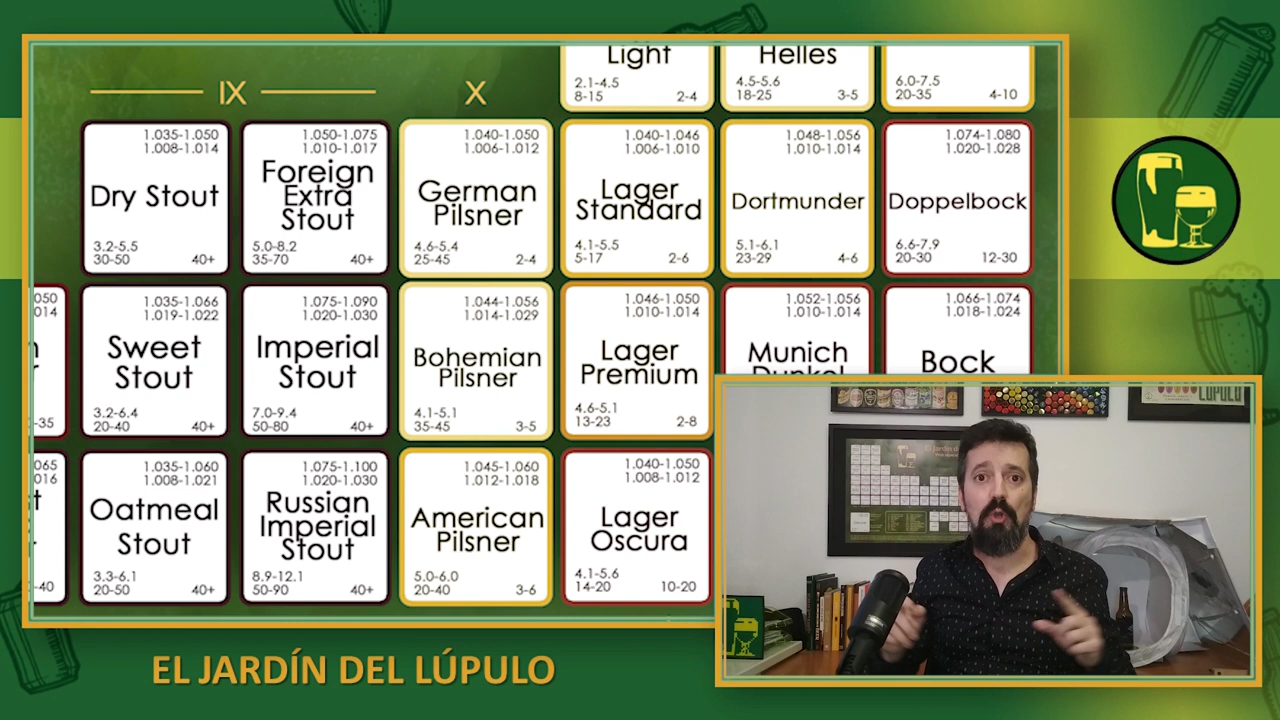 IX
X
Light
2.1-4.5
8-15 2-4
Helles
4.5-5.6
18-25 3-5
6.0-7.5
20-35 4-10
1.035-1.050
1.008-1.014
Dry Stout
3.2-5.5
30-50 40+
1.050-1.075
1.010-1.017
Foreign
Extra
Stout
5.0-8.2
35-70 40+
1.040-1.050
1.006-1.012
German
Pilsner
4.6-5.4
25-45 2-4
1.040-1.046
1.006-1.010
Lager
Standard
4.1-5.5
5-17 2-6
1.048-1.056
1.010-1.014
Dortmunder
5.1-6.1
23-29 4-6
1.074-1.080
1.020-1.028
Doppelbock
6.6-7.9
20-30 12-30
050
014
-35
1.035-1.066
1.019-1.022
Sweet
Stout
3.2-6.4
20-40 40+
1.075-1.090
1.020-1.030
Imperial
Stout
7.0-9.4
50-80 40+
1.044-1.056
1.014-1.029
Bohemian
Pilsner
4.1-5.1
35-45 3-5
1.046-1.050
1.010-1.014
Lager
Premium
4.6-5.1
13-23 2-8
1.052-1.056
1.010-1.014
Munich
Dunkel
1.066-1.074
1.018-1.024
Bock
065
016
-40
1.035-1.060
1.008-1.021
Oatmeal
Stout
3.3-6.1
20-50 40+
1.075-1.100
1.020-1.030
Russian
Imperial
Stout
8.9-12.1
50-90 40+
1.045-1.060
1.012-1.018
American
Pilsner
5.0-6.0
20-40 3-6
1.040-1.050
1.008-1.012
Lager
Oscura
4.1-5.6
14-20 10-20
LÚPULO
EL JARDÍN DEL LÚPULO